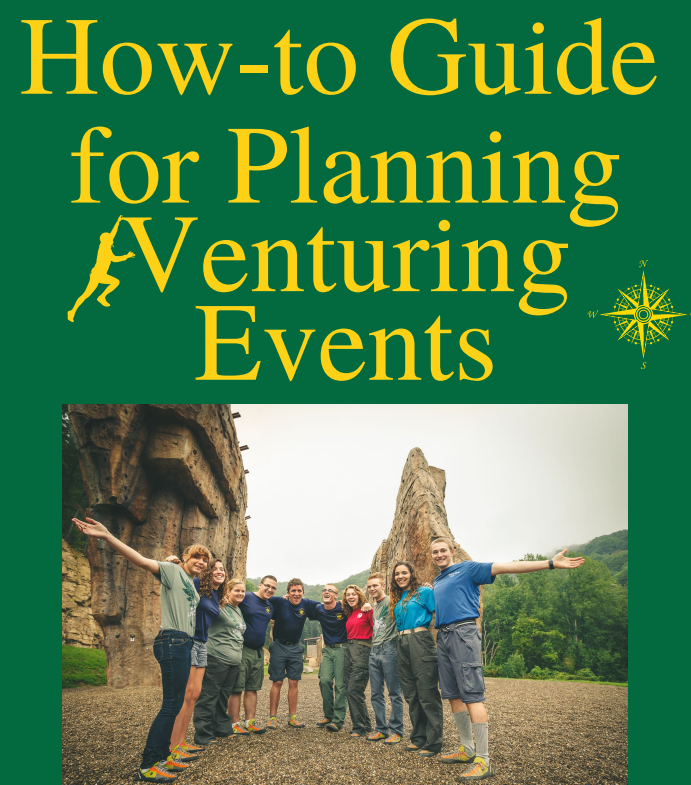 How-to Guide
for Planning
Venturing
Events
N
W
S